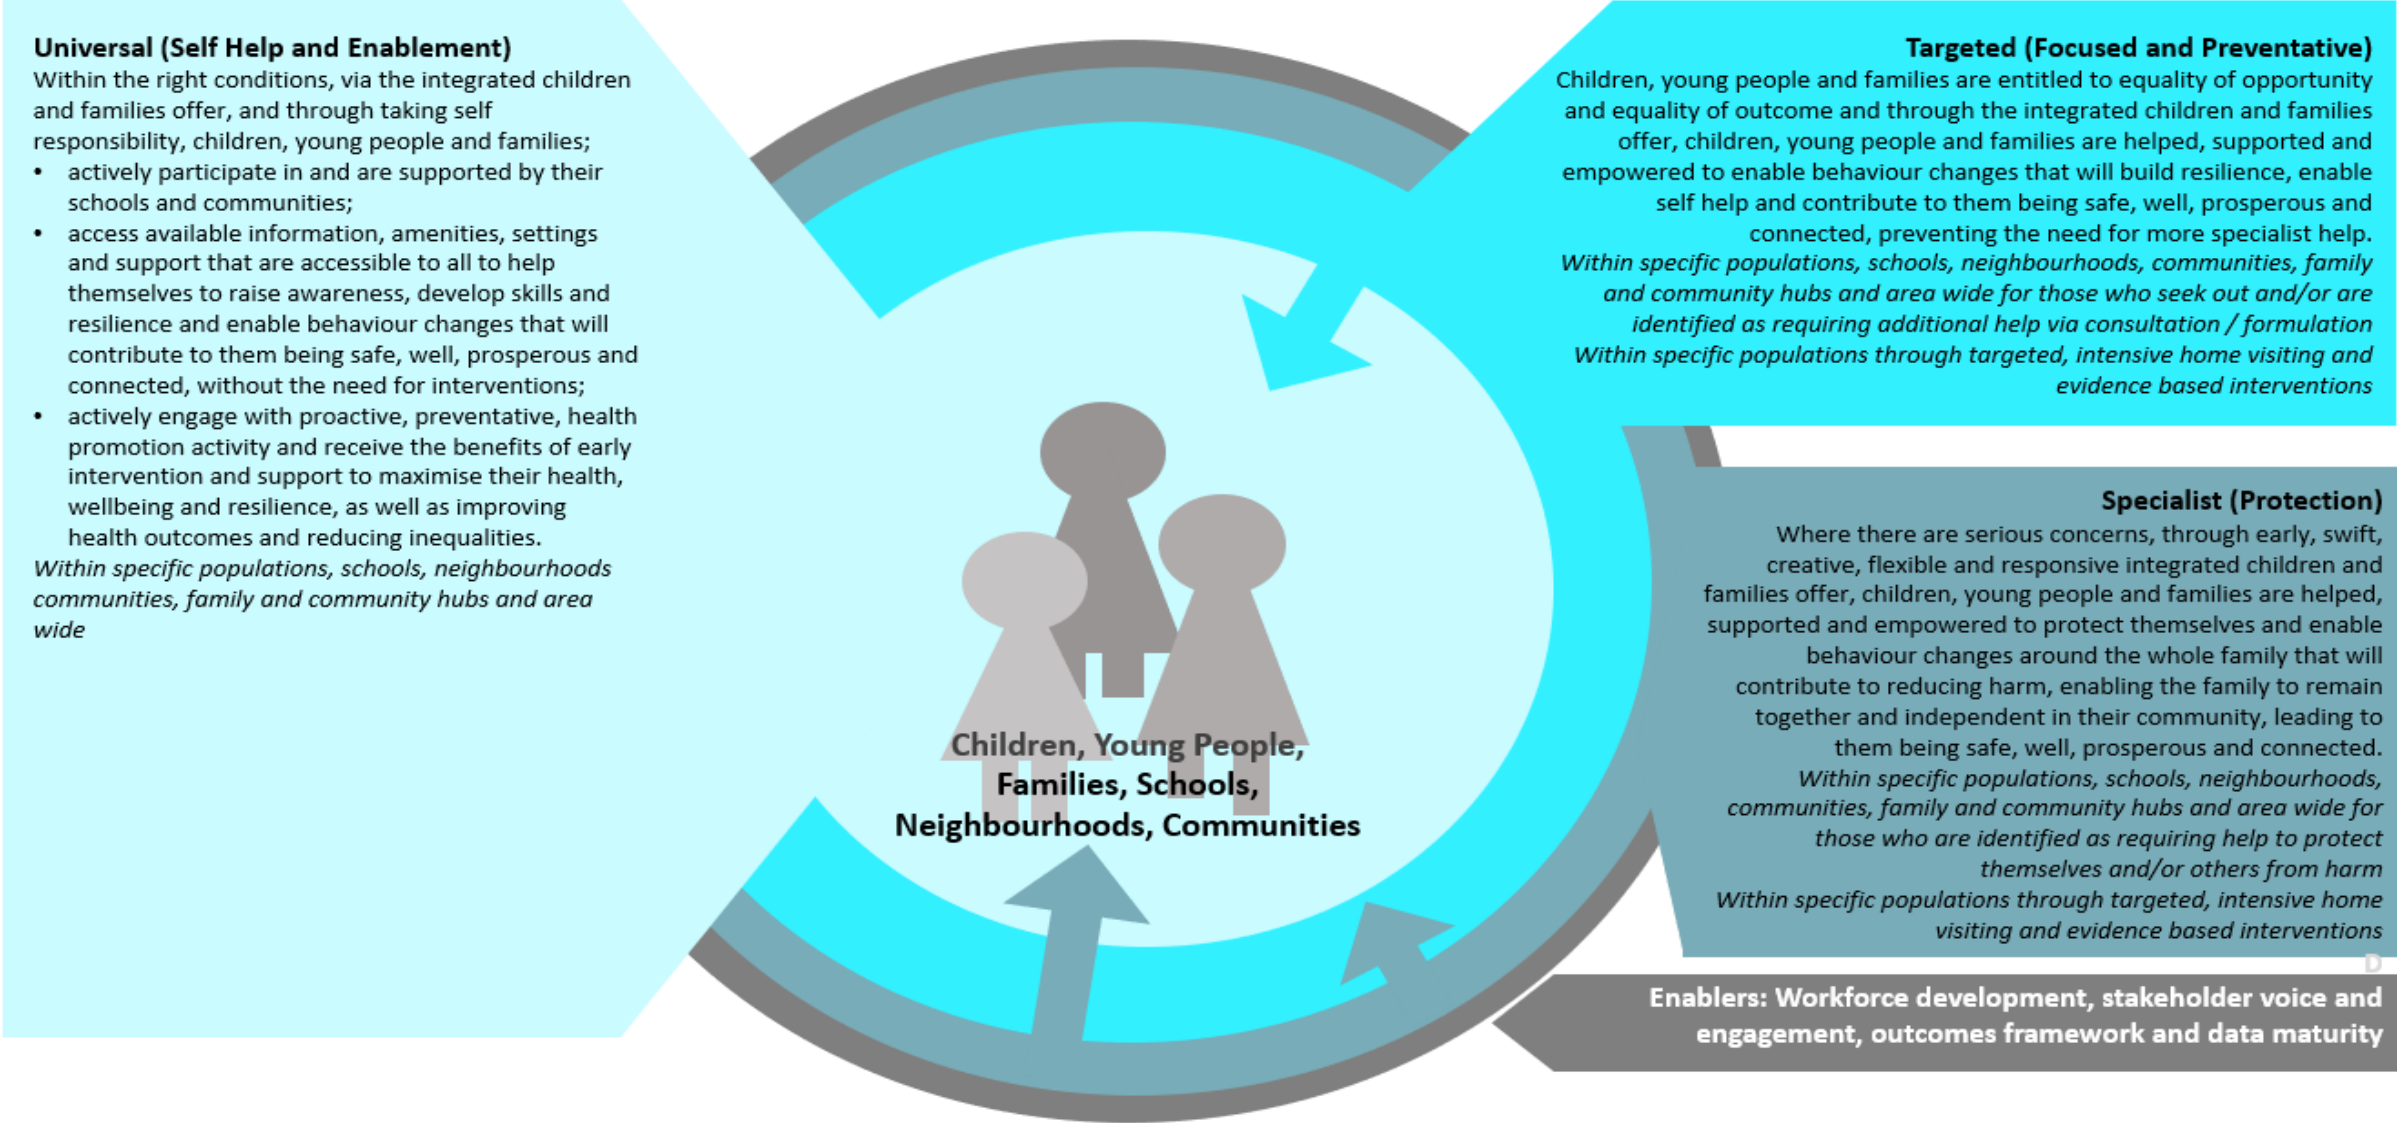 Universal (Self Help and Enablement)
Within the right conditions, via the integrated children
and families offer, and through taking self
responsibility, children, young people and families;
• actively participate in and are supported by their
schools and communities;
• access available information, amenities, settings
and support that are accessible to all to help
themselves to raise awareness, develop skills and
resilience and enable behaviour changes that will
contribute to them being safe, well, prosperous and
connected, without the need for interventions;
• actively engage with proactive, preventative, health
promotion activity and receive the benefits of early
intervention and support to maximise their health,
wellbeing and resilience, as well as improving
health outcomes and reducing inequalities.
Within specific populations, schools, neighbourhoods
communities, family and community hubs and area
wide
Children, Young People,
Families, Schools,
Neighbourhoods, Communities
Targeted (Focused and Preventative)
Children, young people and families are entitled to equality of opportunity
and equality of outcome and through the integrated children and families
offer, children, young people and families are helped, supported and
empowered to enable behaviour changes that will build resilience, enable
self help and contribute to them being safe, well, prosperous and
connected, preventing the need for more specialist help.
Within specific populations, schools, neighbourhoods, communities, family
and community hubs and area wide for those who seek out and/or are
identified as requiring additional help via consultation / formulation
Within specific populations through targeted, intensive home visiting and
evidence based interventions
Specialist (Protection)
Where there are serious concerns, through early, swift,
creative, flexible and responsive integrated children and
families offer, children, young people and families are helped,
supported and empowered to protect themselves and enable
behaviour changes around the whole family that will
contribute to reducing harm, enabling the family to remain
together and independent in their community, leading to
them being safe, well, prosperous and connected.
Within specific populations, schools, neighbourhoods,
communities, family and community hubs and area wide for
those who are identified as requiring help to protect
themselves and/or others from harm
Within specific populations through targeted, intensive home
visiting and evidence based interventions
D
Enablers: Workforce development, stakeholder voice and
engagement, outcomes framework and data maturity